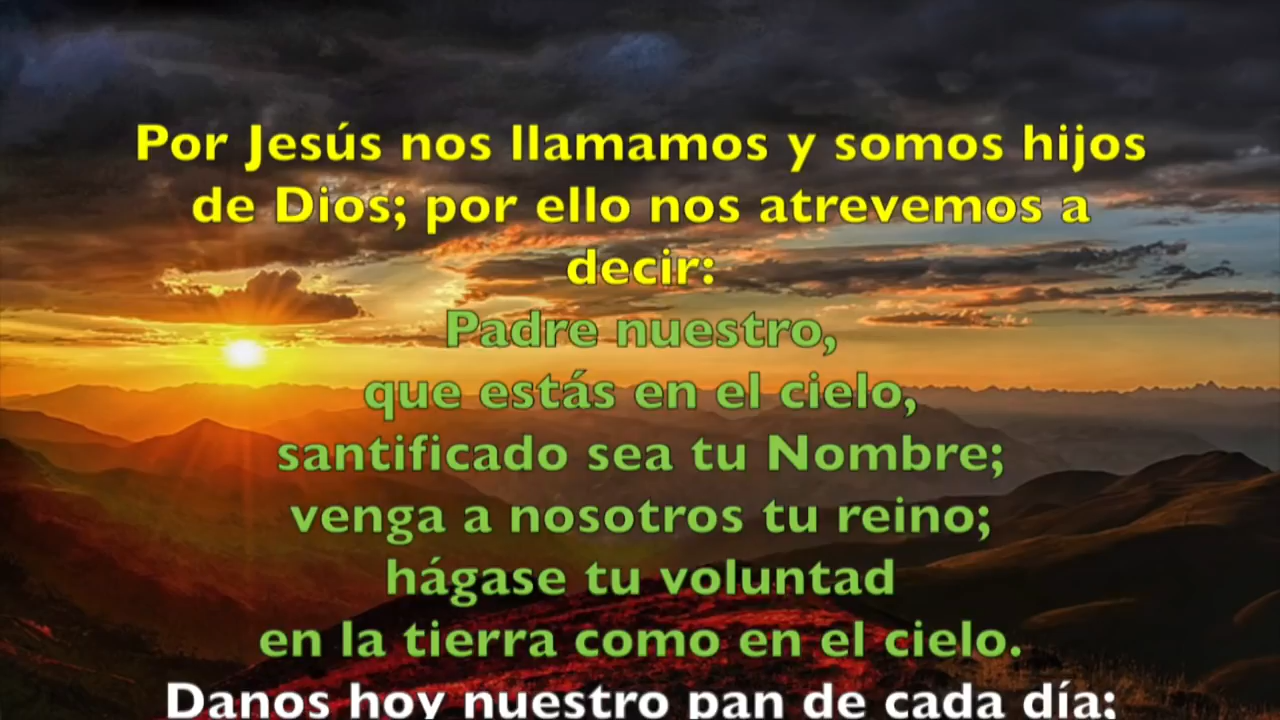 Por Jesús nos llamamos y somos hijos
de Dios; por ello nos atrevemos a
decir:
Padre nuestro,
que estás en el cielo,
santificado sea tu Nombre;
venga a nosotros tu reino;
hágase tu voluntad
en la tierra como en el cielo.
Danos hoy nuestro pan de cada día;